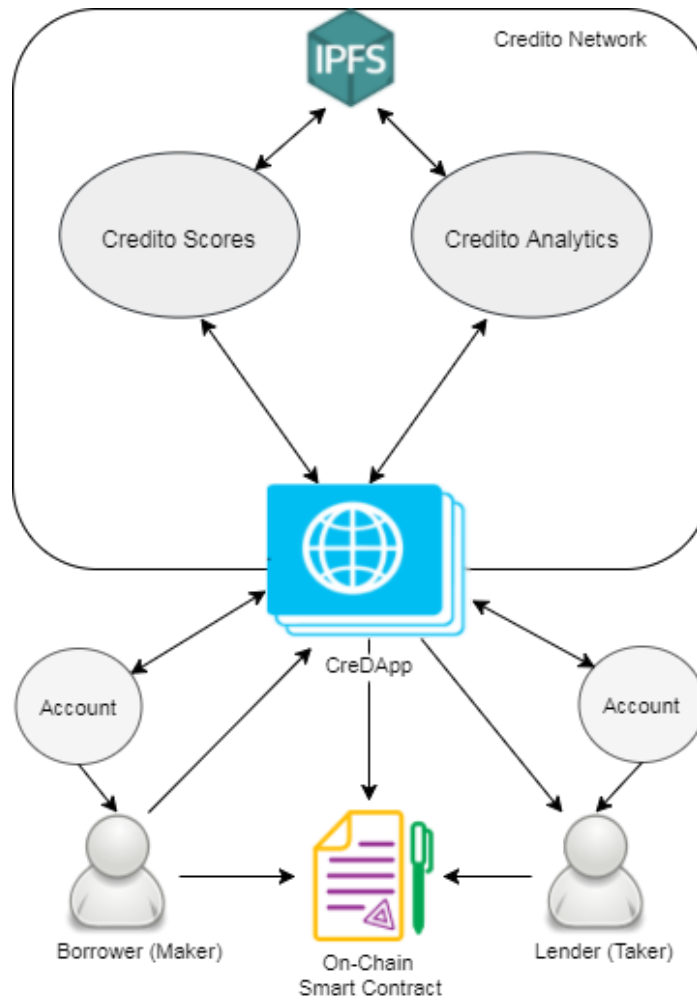 IPFS
Credito Network
Credito Scores
Credito Analytics
CreDApp
Account
Account
Borrower (Maker)
On-Chain
Smart Contract
Lender (Taker)